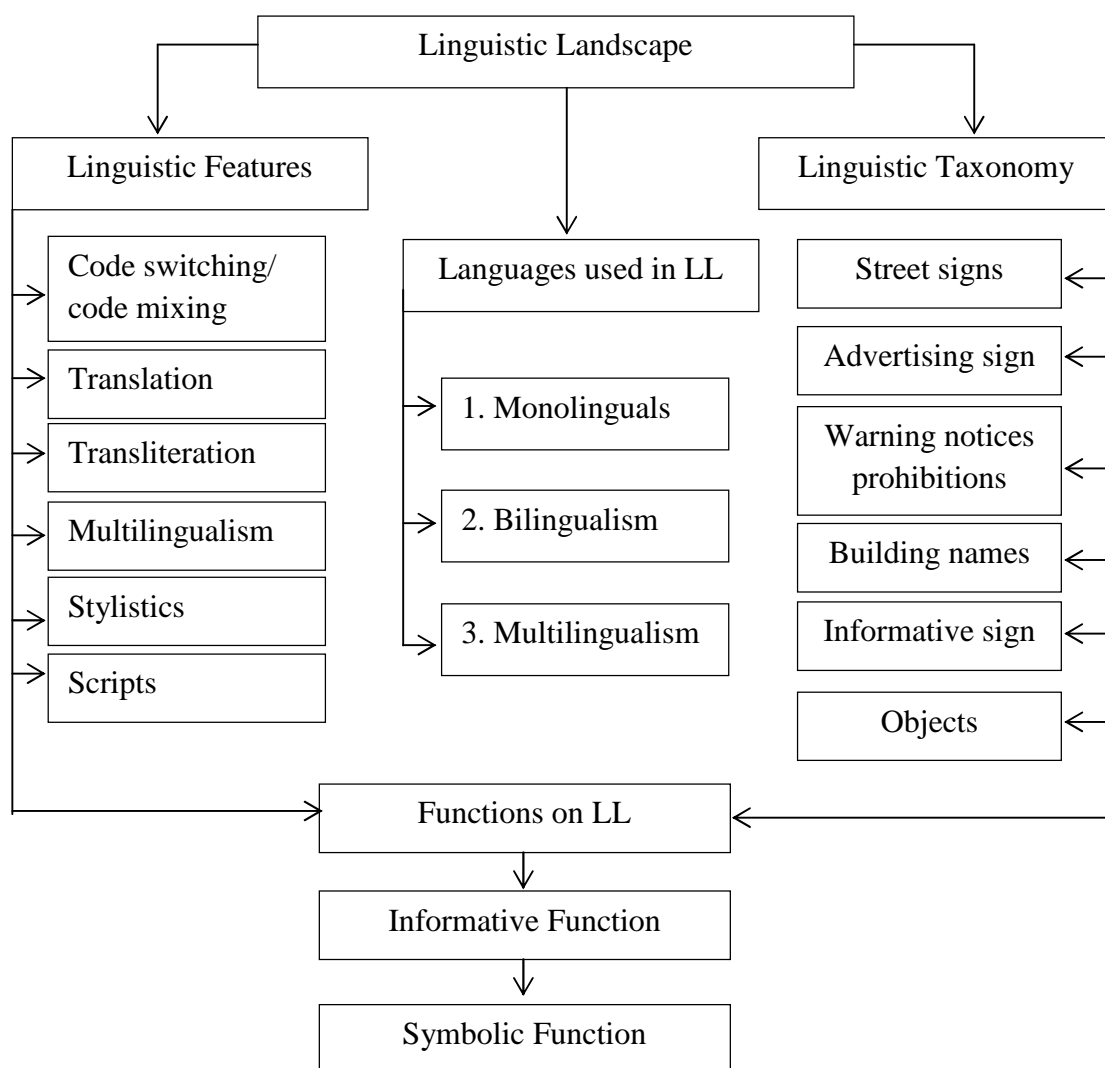 Linguistic Landscape
Linguistic Features
Linguistic Taxonomy
Code switching/
code mixing
Translation
Transliteration
Multilingualism
Stylistics
Scripts
Languages used in LL
1. Monolinguals
2. Bilingualism
3. Multilingualism
Street signs
Advertising sign
Warning notices
prohibitions
Building names
Informative sign
Objects
Functions on LL
Informative Function
Symbolic Function